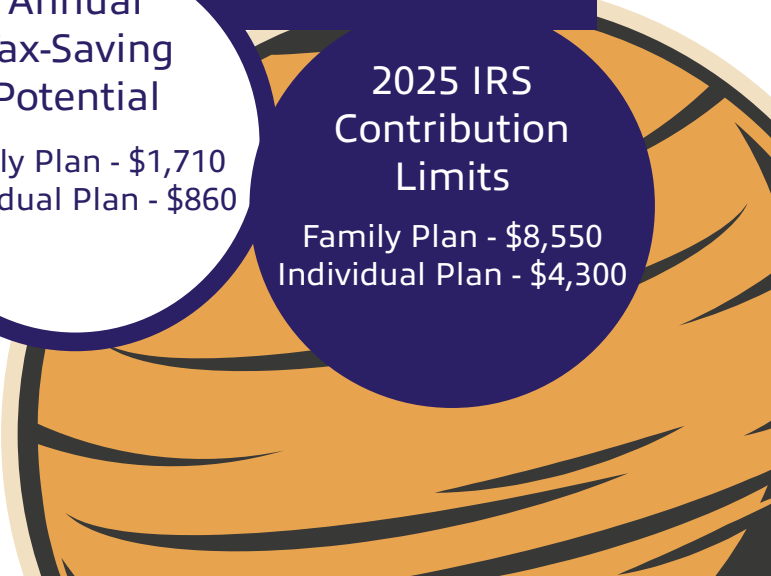 Annual
ax-Saving
Potential
ly Plan - $1,710
dual Plan - $860
2025 IRS
Contribution
Limits
Family Plan - $8,550
Individual Plan - $4,300